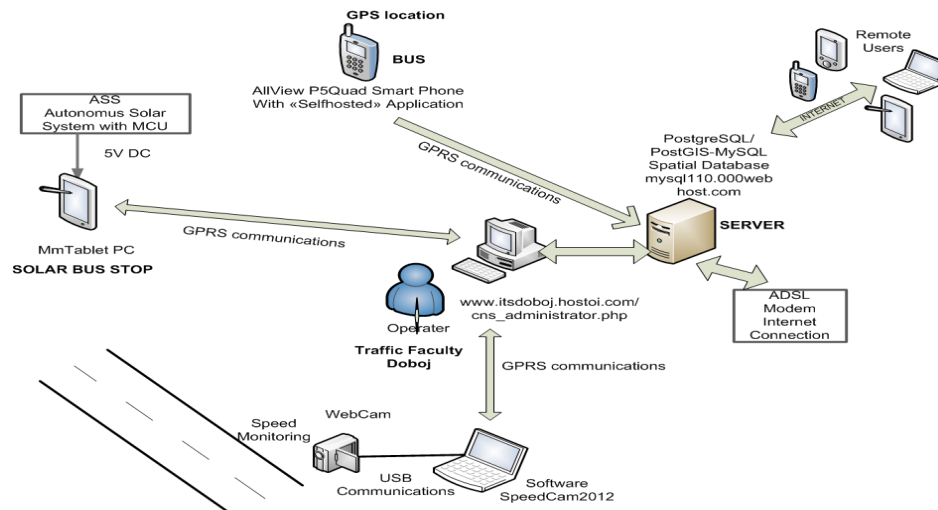 GPS location
BUS
AllView P5Quad Smart Phone
With «Selfhosted» Application
Remote
Users
INTERNET
ASS
Autonomus Solar
System with MCU
5V DC
GPRS communications
PostgreSQL/
PostGIS-MySQL
Spatial Database
mysql110.000web
host.com
SERVER
MmTablet PC
SOLAR BUS STOP
GPRS communications
www.itsdoboj.hostoi.com/
cns_administrator.php
Operater
Traffic Faculty
Doboj
ADSL
Modem
Internet
Connection
GPRS communications
WebCam
Speed
Monitoring
USB
Communications
Software
SpeedCam2012